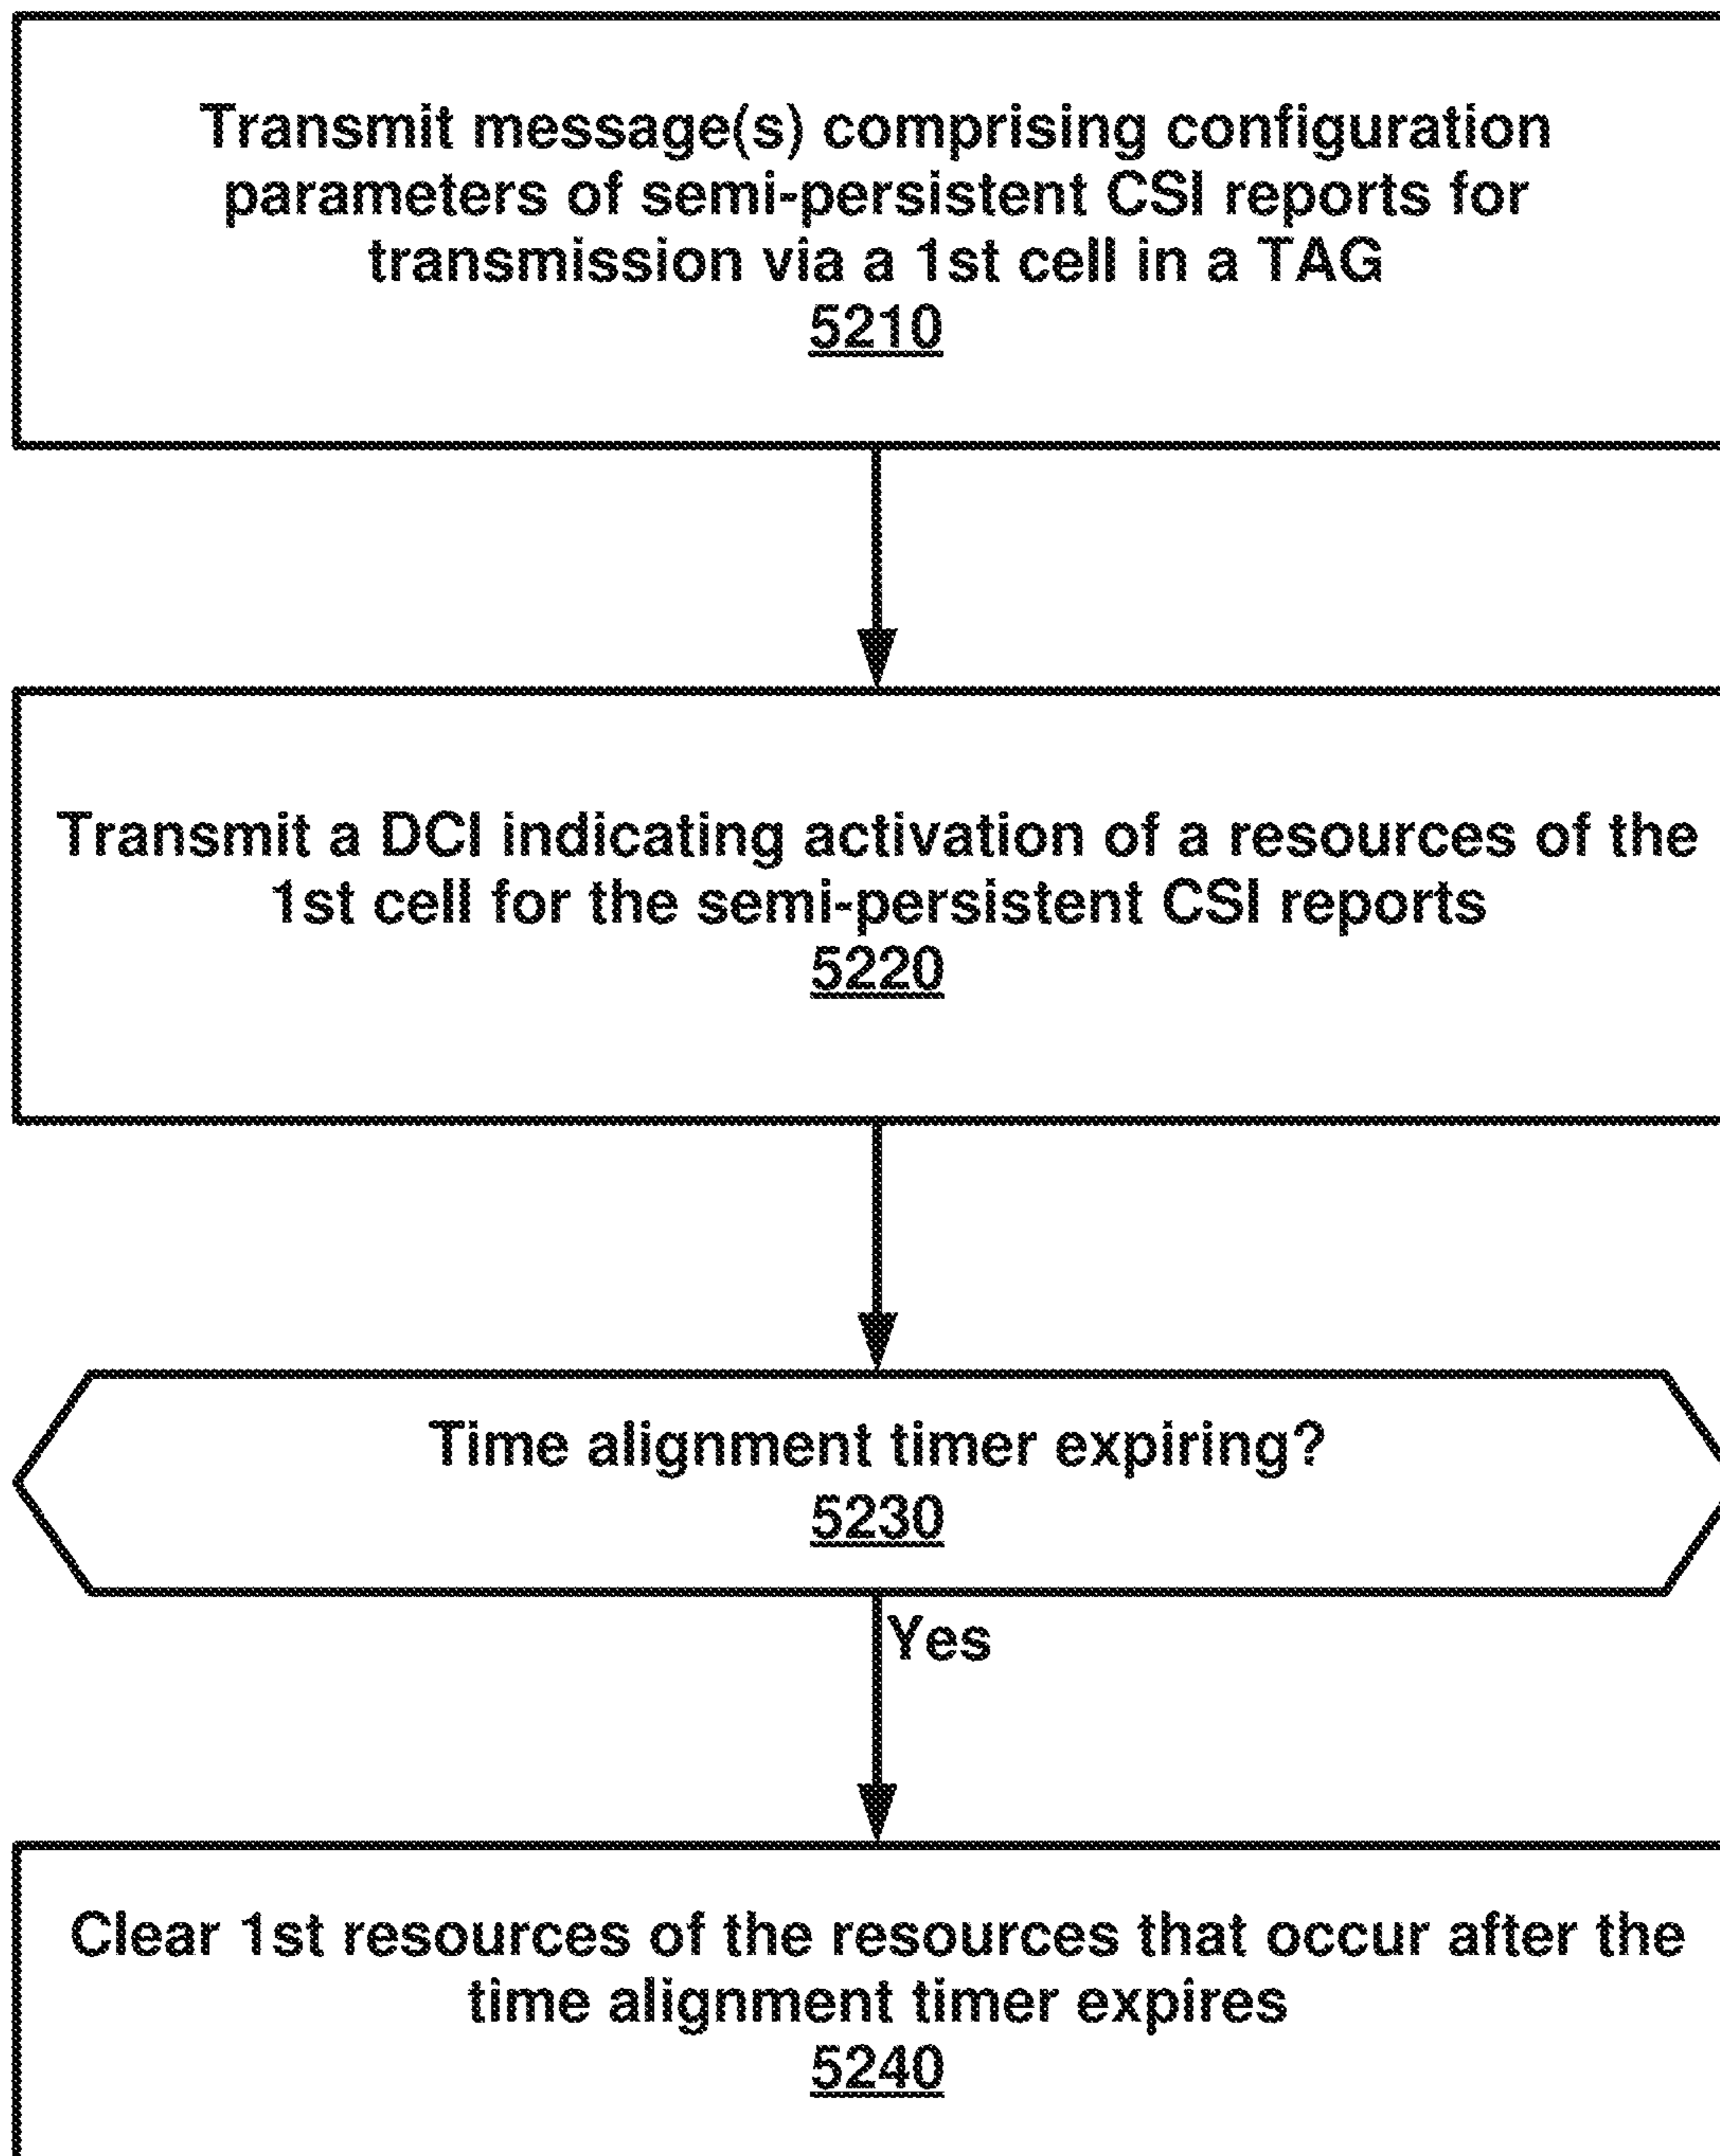 Transmit message(s) comprising configuration
parameters of semi-persistent CSI reports for
transmission via a 1st cell in a TAG
5210
Transmit a DCI indicating activation of a resources of the
1st cell for the semi-persistent CSI reports
5220
Time alignment timer expiring?
5230
Yes
Clear 1st resources of the resources that occur after the
time alignment timer expires
5240